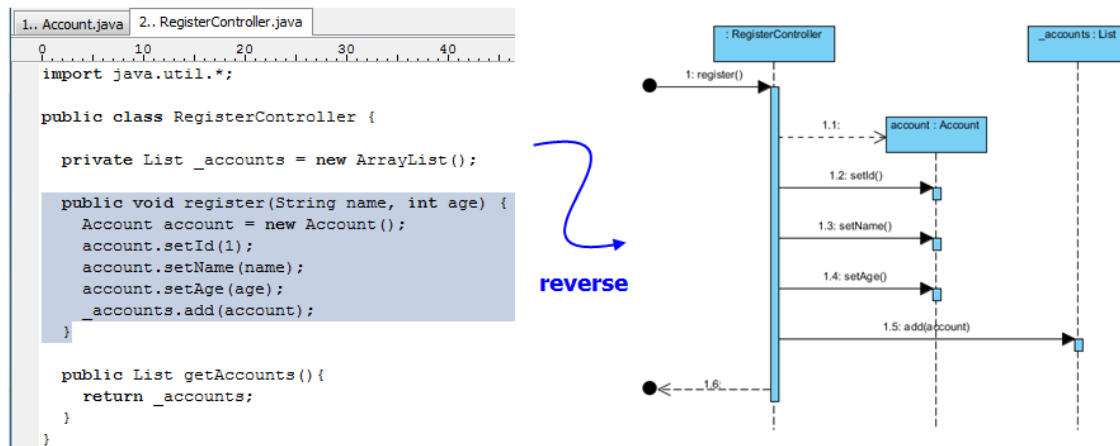 1.. Account.java 2.. RegisterController.java
0 10 20 30 40
import java.util.*;
public class RegisterController {
private List _accounts = new ArrayList();
public void register(String name, int age) {
Account account = new Account();
account.setId(1);
account.setName(name);
account.setAge(age);
_accounts.add(account);
}
public List getAccounts(){
return _accounts;
}
}
reverse
: RegisterController
_accounts : List
1: register()
1.1:
account : Account
1.2: setId()
1.3: setName()
1.4: setAge()
1.5: add(account)
1.6: